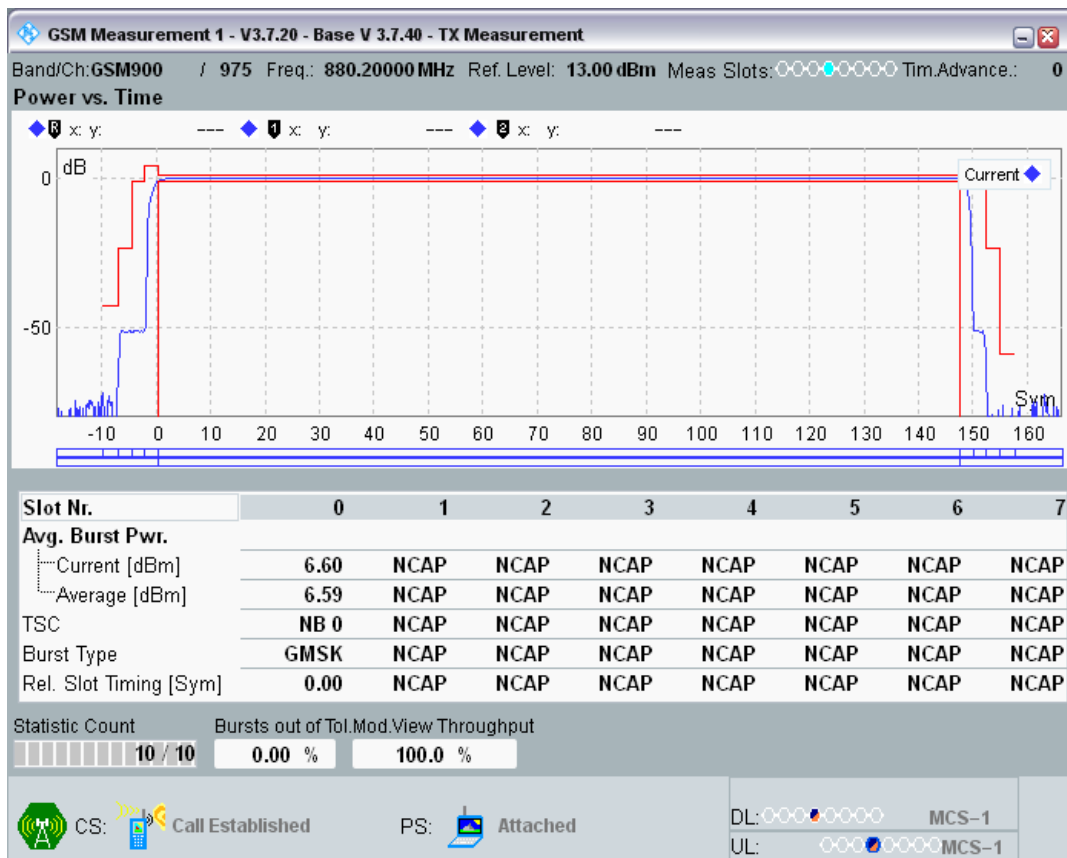 GSM Measurement 1 - V3.7.20 - Base V 3.7.40 - TX Measurement
Band/Ch:GSM900 / 975 Freq.: 880.20000 MHz Ref. Level: 13.00 dBm Meas Slots: Tim.Advance.: 0
Power vs. Time
R x: y: --- 1 x: y: --- 2 x: y: ---
dB
Current
0
-50
Sym
-10 0 10 20 30 40 50 60 70 80 90 100 110 120 130 140 150 160
Slot Nr. 0 1 2 3 4 5 6 7
Avg. Burst Pwr.
Current [dBm] 6.60 NCAP NCAP NCAP NCAP NCAP NCAP NCAP
Average [dBm] 6.59 NCAP NCAP NCAP NCAP NCAP NCAP NCAP
TSC NB 0 NCAP NCAP NCAP NCAP NCAP NCAP NCAP
Burst Type GMSK NCAP NCAP NCAP NCAP NCAP NCAP NCAP
Rel. Slot Timing [Sym] 0.00 NCAP NCAP NCAP NCAP NCAP NCAP NCAP
Statistic Count Bursts out of Tol.Mod.View Throughput
10 / 10 0.00 % 100.0 %
CS: Call Established PS: Attached
DL: MCS-1
UL: MCS-1